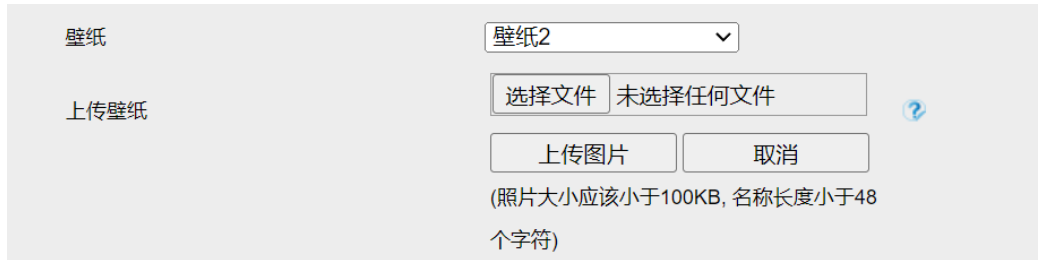 壁纸
壁纸2
上传壁纸
选择文件 未选择任何文件
上传图片 取消
(照片大小应该小于100KB, 名称长度小于48
个字符)